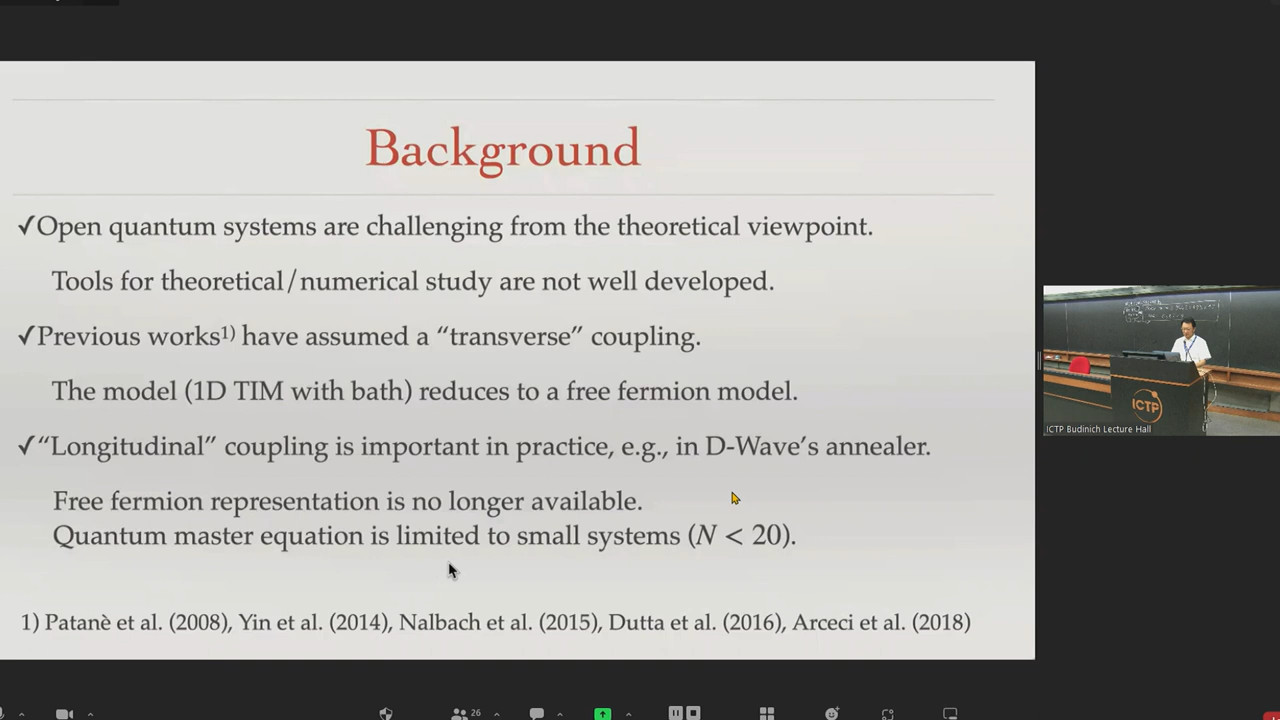 Background
✓Open quantum systems are challenging from the theoretical viewpoint.
Tools for theoretical/numerical study are not well developed.
✓Previous works1) have assumed a “transverse” coupling.
The model (1D TIM with bath) reduces to a free fermion model.
✓“Longitudinal” coupling is important in practice, e.g., in D-Wave’s annealer.
Free fermion representation is no longer available.
Quantum master equation is limited to small systems (N < 20).
1) Patanè et al. (2008), Yin et al. (2014), Nalbach et al. (2015), Dutta et al. (2016), Arceci et al. (2018)
ICTP
ICTP Budinich Lecture Hall
26